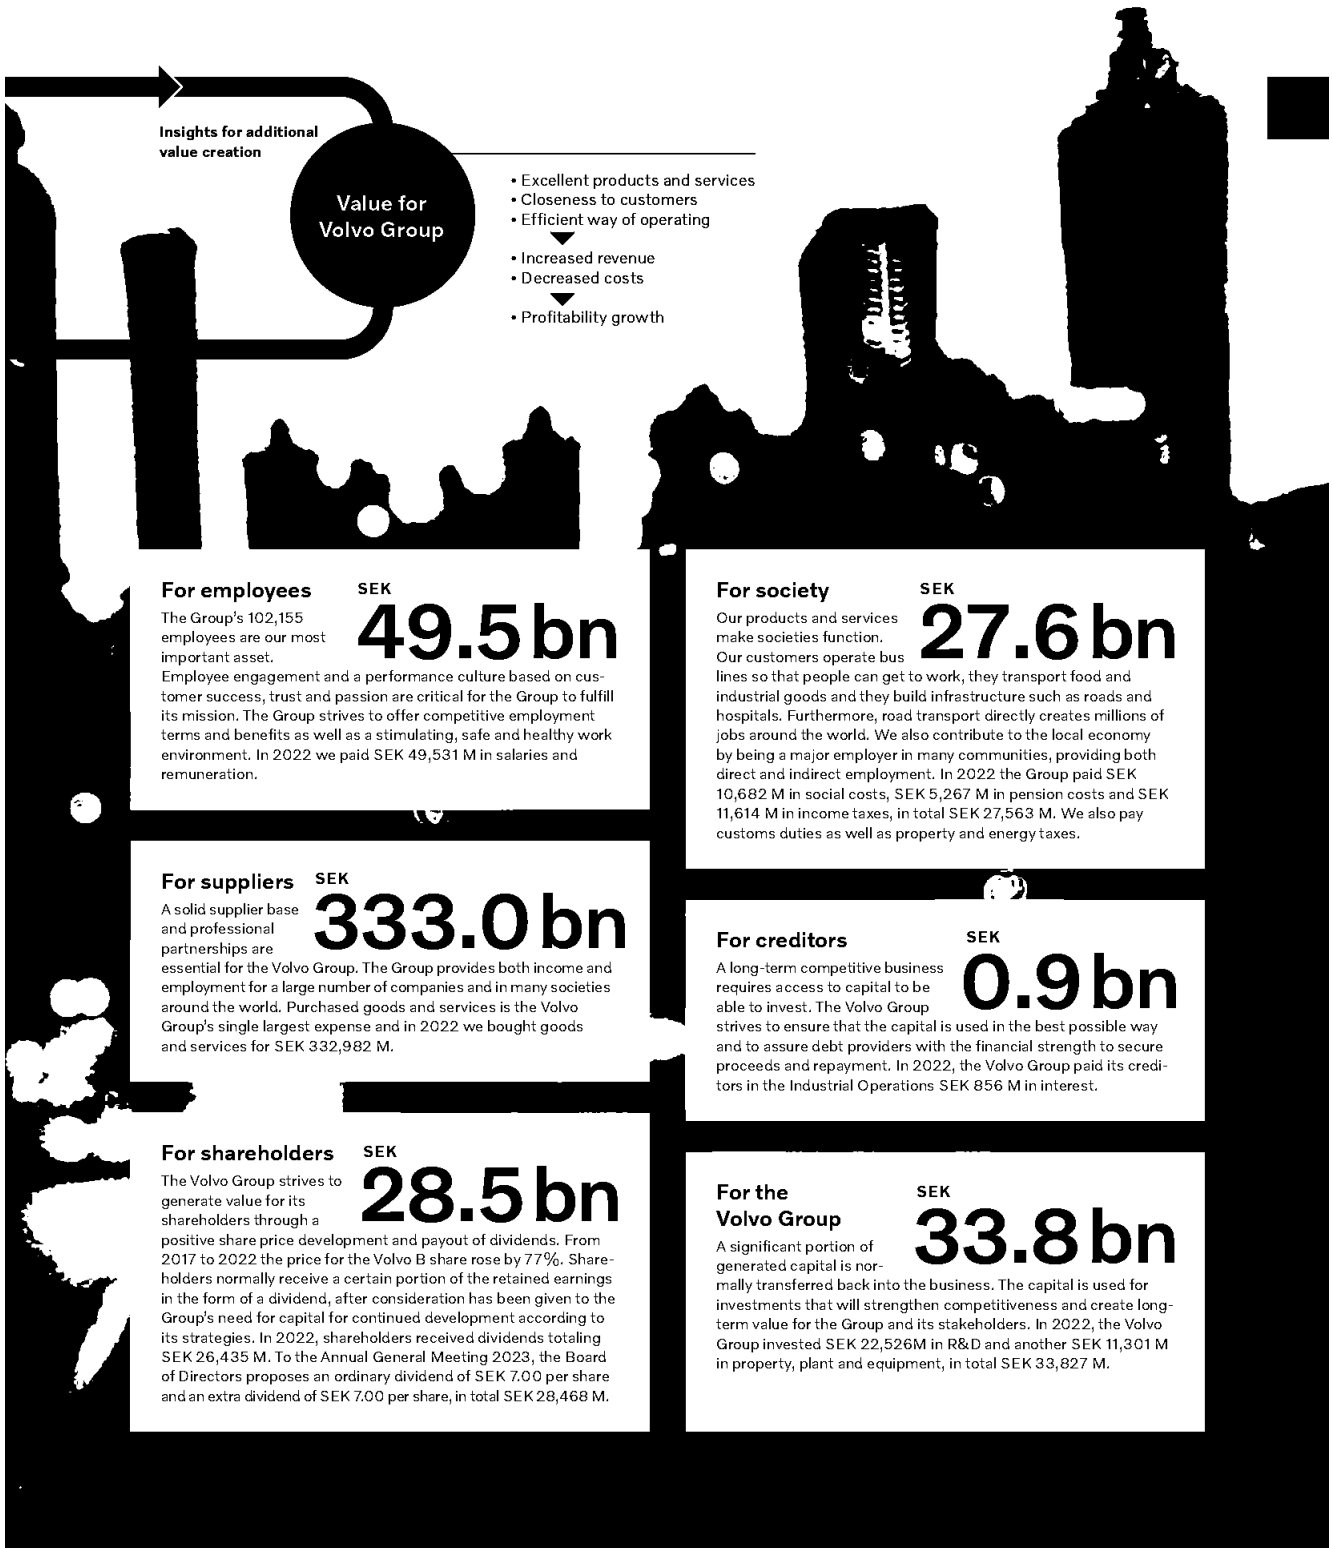 Insights for additional
value creation
Value for
Volvo Group
• Excellent products and services
• Closeness to customers
• Efficient way of operating
• Increased revenue
• Decreased costs
• Profitability growth
For employees
SEK
49.5 bn
The Group's 102,155
employees are our most
important asset.
Employee engagement and a performance culture based on cus-
tomer success, trust and passion are critical for the Group to fulfill
its mission. The Group strives to offer competitive employment
terms and benefits as well as a stimulating, safe and healthy work
environment. In 2022 we paid SEK 49,531 M in salaries and
remuneration.
For suppliers
SEK
333.0 bn
A solid supplier base
and professional
partnerships are
essential for the Volvo Group. The Group provides both income and
employment for a large number of companies and in many societies
around the world. Purchased goods and services is the Volvo
Group's single largest expense and in 2022 we bought goods
and services for SEK 332,982 M.
For shareholders
SEK
28.5 bn
The Volvo Group strives to
generate value for its
shareholders through a
positive share price development and payout of dividends. From
2017 to 2022 the price for the Volvo B share rose by 77%. Share-
holders normally receive a certain portion of the retained earnings
in the form of a dividend, after consideration has been given to the
Group's need for capital for continued development according to
its strategies. In 2022, shareholders received dividends totaling
SEK 26,435 M. To the Annual General Meeting 2023, the Board
of Directors proposes an ordinary dividend of SEK 7.00 per share
and an extra dividend of SEK 7.00 per share, in total SEK 28,468 M.
For society
SEK
27.6 bn
Our products and services
make societies function.
Our customers operate bus
lines so that people can get to work, they transport food and
industrial goods and they build infrastructure such as roads and
hospitals. Furthermore, road transport directly creates millions of
jobs around the world. We also contribute to the local economy
by being a major employer in many communities, providing both
direct and indirect employment. In 2022 the Group paid SEK
10,682 M in social costs, SEK 5,267 M in pension costs and SEK
11,614 M in income taxes, in total SEK 27,563 M. We also pay
customs duties as well as property and energy taxes.
For creditors
SEK
0.9 bn
A long-term competitive business
requires access to capital to be
able to invest. The Volvo Group
strives to ensure that the capital is used in the best possible way
and to assure debt providers with the financial strength to secure
proceeds and repayment. In 2022, the Volvo Group paid its credi-
tors in the Industrial Operations SEK 856 M in interest.
For the
Volvo Group
SEK
33.8 bn
A significant portion of
generated capital is nor-
mally transferred back into the business. The capital is used for
investments that will strengthen competitiveness and create long-
term value for the Group and its stakeholders. In 2022, the Volvo
Group invested SEK 22,526M in R&D and another SEK 11,301 M
in property, plant and equipment, in total SEK 33,827 M.